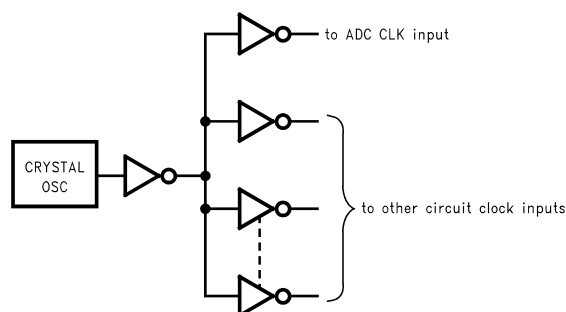 to ADC CLK input
CRYSTAL
OSC
to other circuit clock inputs